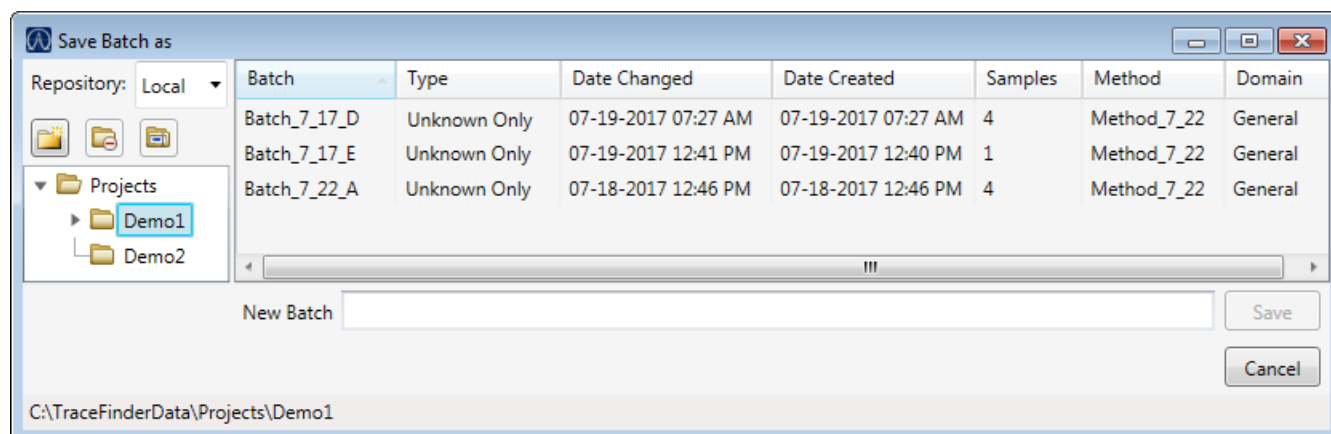 Save Batch as
Repository: Local
Batch Type Date Changed Date Created Samples Method Domain
Batch_7_17_D Unknown Only 07-19-2017 07:27 AM 07-19-2017 07:27 AM 4 Method_7_22 General
Batch_7_17_E Unknown Only 07-19-2017 12:41 PM 07-19-2017 12:40 PM 1 Method_7_22 General
Batch_7_22_A Unknown Only 07-18-2017 12:46 PM 07-18-2017 12:46 PM 4 Method_7_22 General
Projects
Demo1
Demo2
New Batch Save
Cancel
C:\TraceFinderData\Projects\Demo1